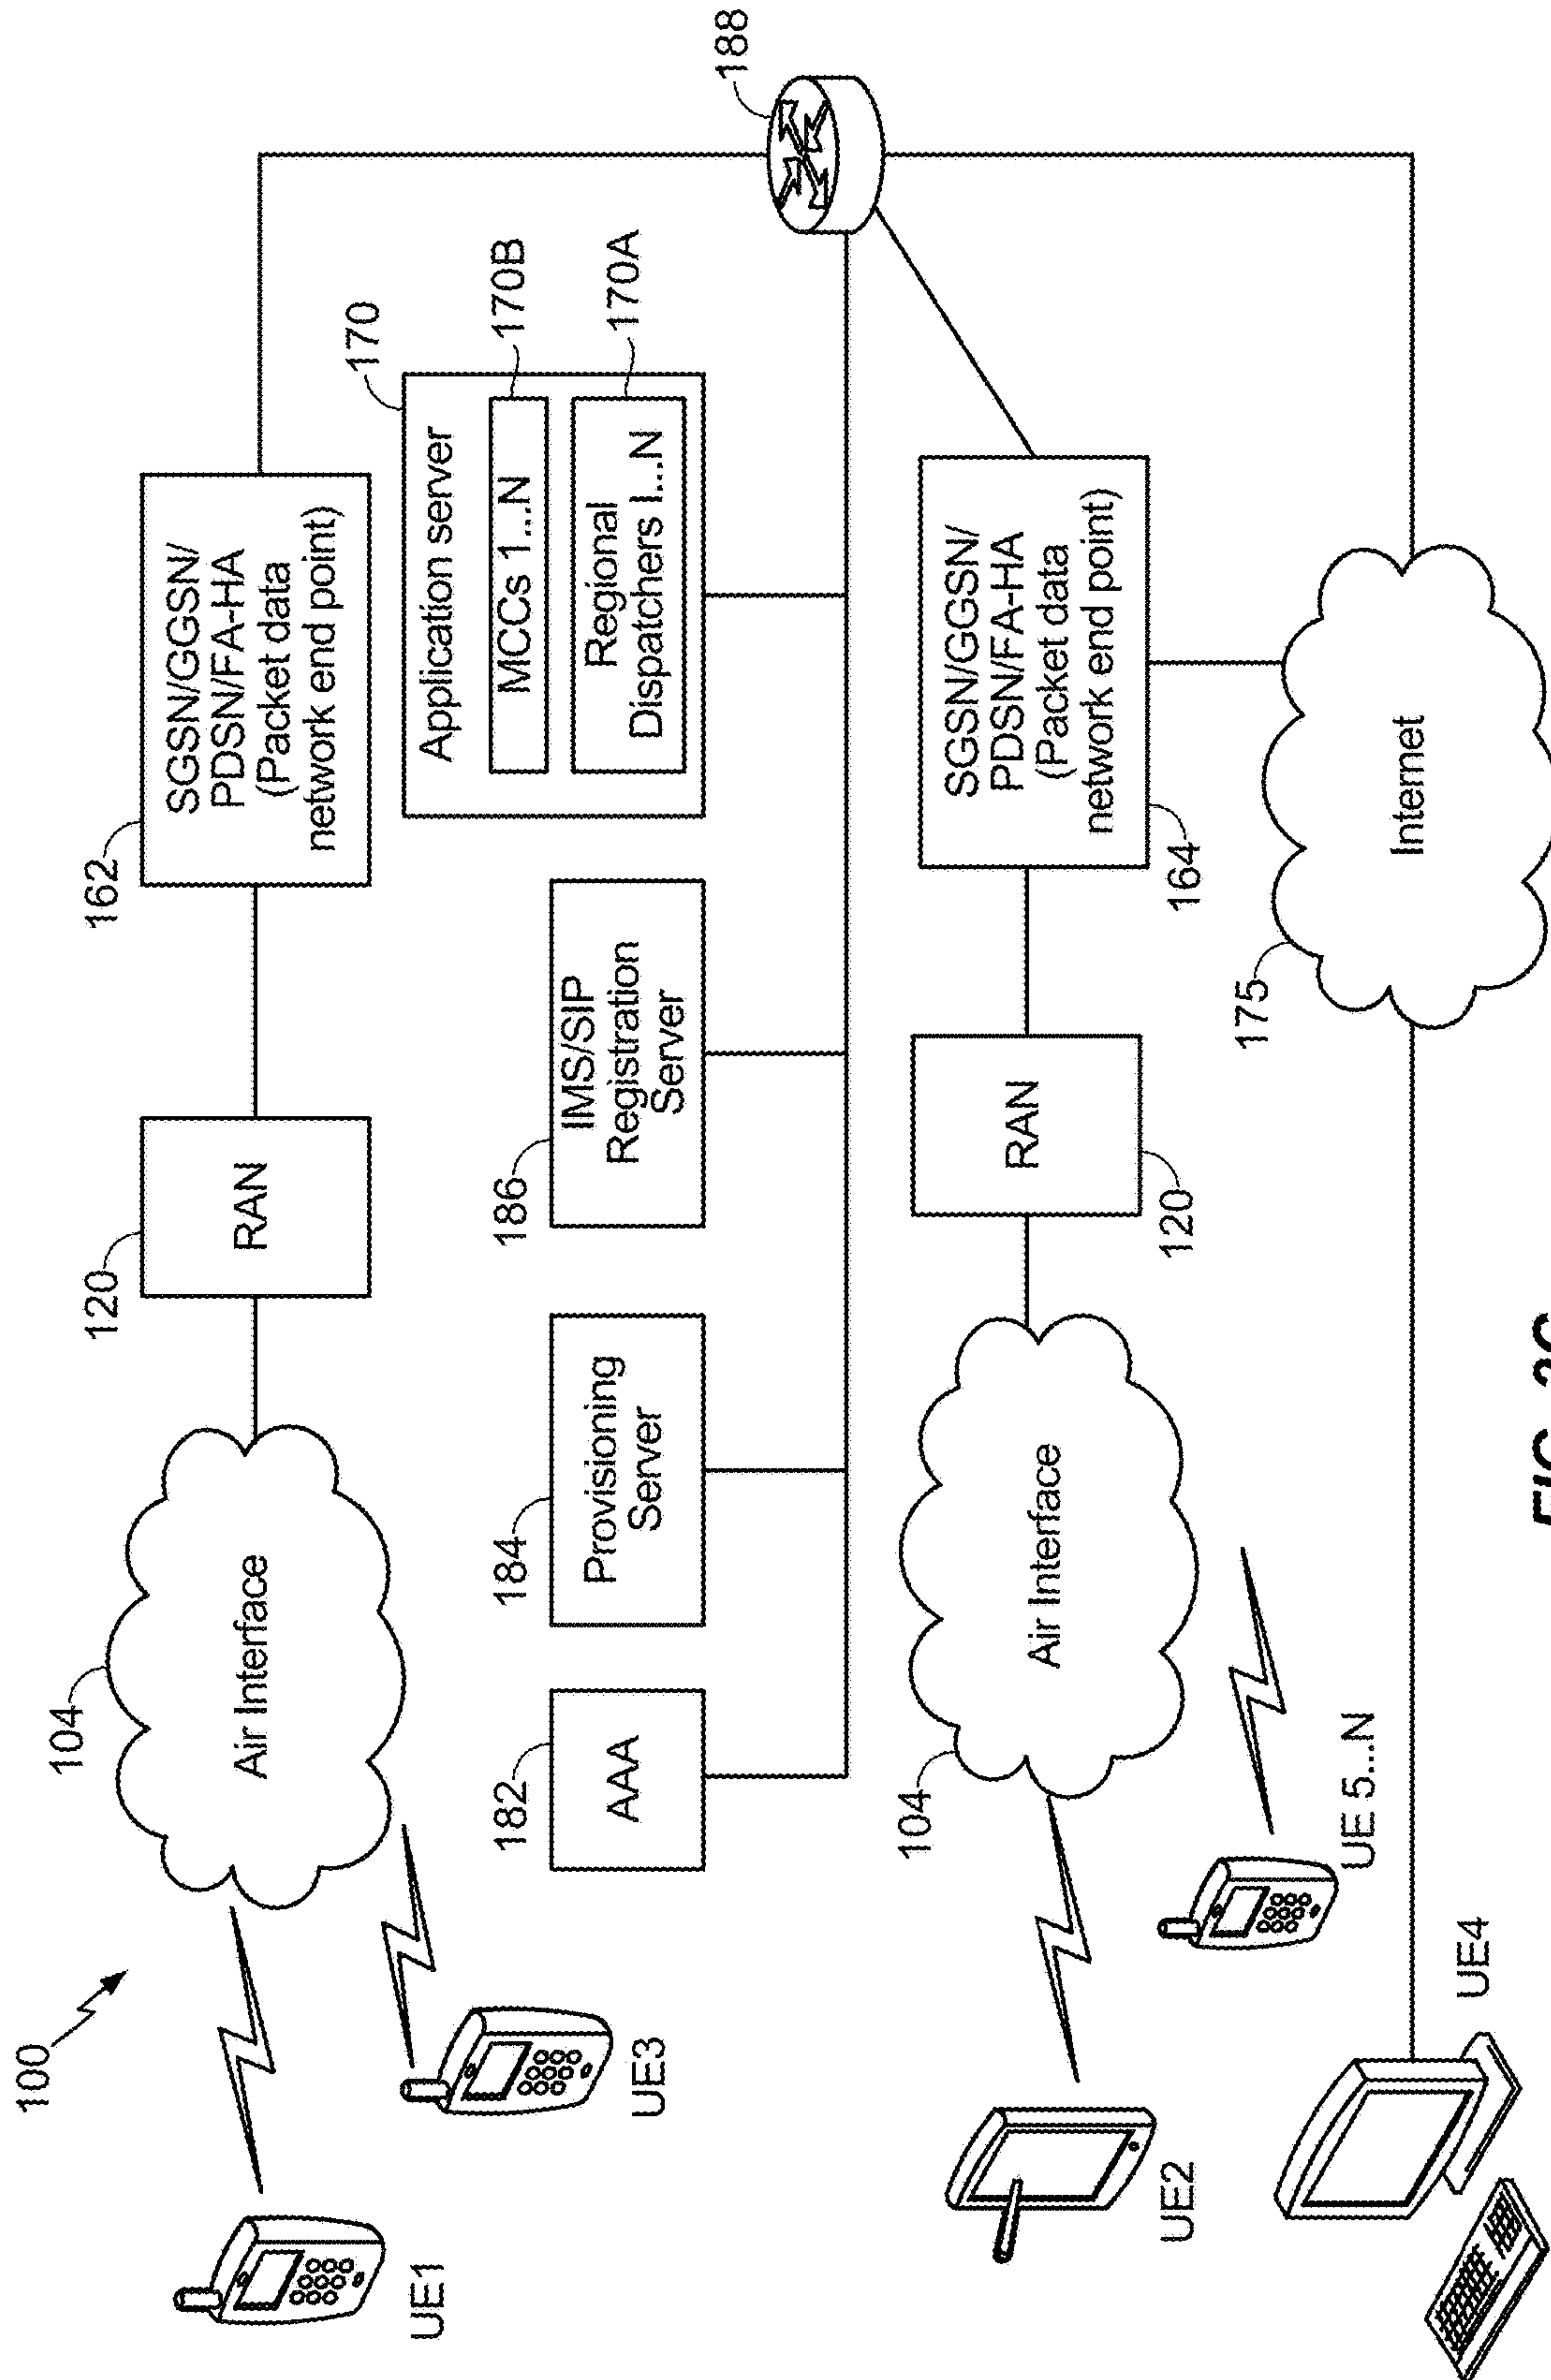 100
104
Air Interface
120
RAN
162
SGSN/GGSN/
PDSN/FA-HA
(Packet data
network end point)
170
Application server
MCCs 1...N
170B
Regional
Dispatchers I...N
170A
188
UE1
UE3
182
AAA
184
Provisioning
Server
186
IMS/SIP
Registration
Server
104
Air Interface
120
RAN
164
SGSN/GGSN/
PDSN/FA-HA
(Packet data
network end point)
UE2
UE 5...N
175
Internet
UE4